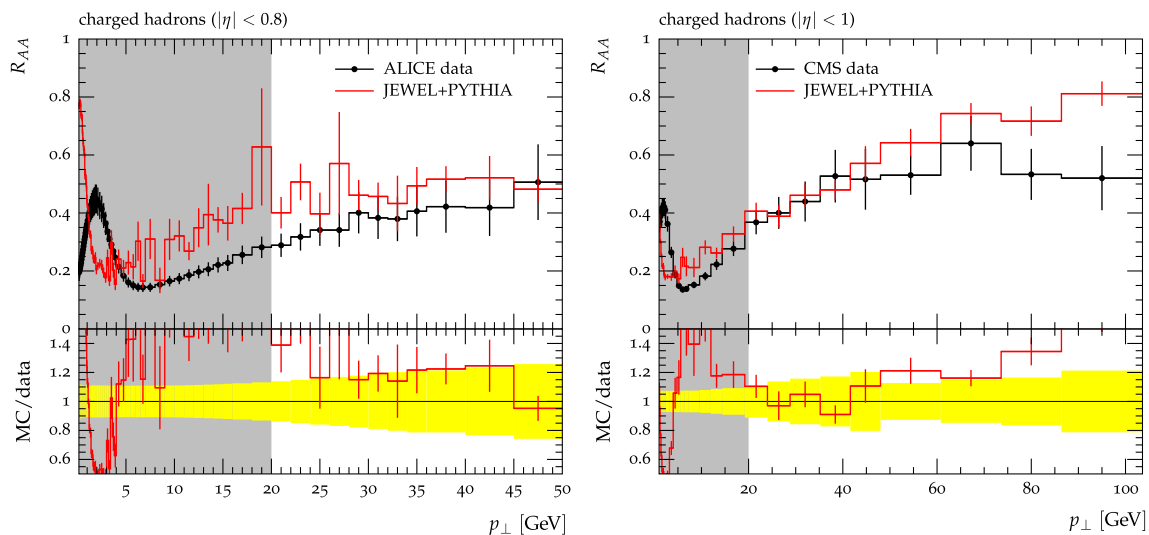 charged hadrons (|η| < 0.8)
R_AA
ALICE data
JEWEL+PYTHIA
1
0.8
0.6
0.4
0.2
0
MC/data
1.4
1.2
1
0.8
0.6
5 10 15 20 25 30 35 40 45 50
p⊥ [GeV]
charged hadrons (|η| < 1)
R_AA
CMS data
JEWEL+PYTHIA
1
0.8
0.6
0.4
0.2
0
MC/data
1.4
1.2
1
0.8
0.6
20 40 60 80 100
p⊥ [GeV]